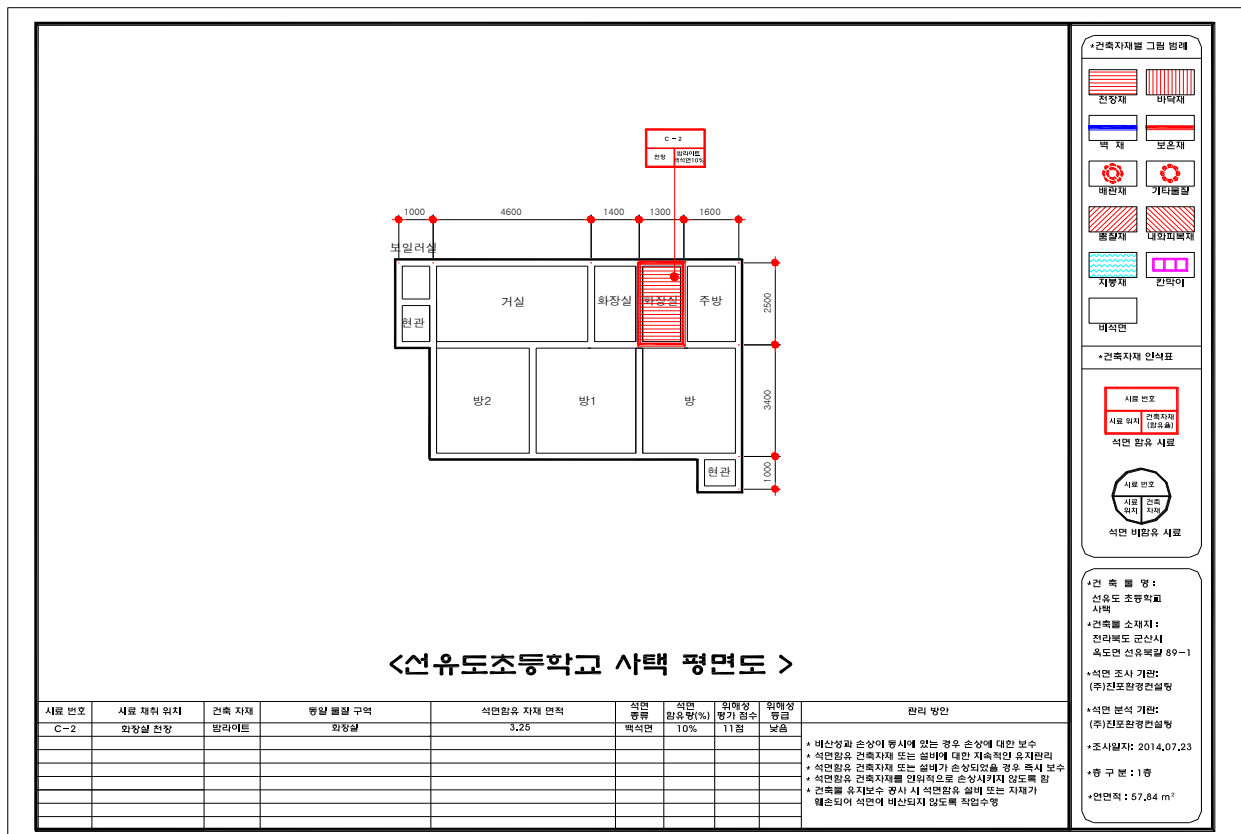 *건축자재별 그림 범례
천장재
바닥재
벽 재
보온재
배관재
기타물질
뿜칠재
내화피복재
지붕재
칸막이
비석면
*건축자재 인식표
시료 번호
시료 위치
건축자재
(함유율)
석면 함유 시료
시료 번호
시료
위치
건축
자재
석면 비함유 시료
*건 축 물 명 :
선유도 초등학교
사택
*건축물 소재지 :
전라북도 군산시
옥도면 선유북길 89-1
*석면 조사 기관:
(주)진포환경컨설팅
*석면 분석 기관:
(주)진포환경컨설팅
*조사일자: 2014.07.23
*층 구 분 : 1층
*연면적 : 57.84 m²
C-2
천장
밤라이트
백석면10%
1000
4600
1400
1300
1600
보일러실
거실
화장실
화장실
주방
현관
2500
방2
방1
방
3400
현관
1000
<선유도초등학교 사택 평면도 >
시료 번호
시료 채취 위치
건축 자재
동일 물질 구역
석면함유 자재 면적
석면
종류
석면
함유량(%)
위해성
평가 점수
위해성
등급
관리 방안
C-2
화장실 천장
밤라이트
화장실
3.25
백석면
10%
11점
낮음
* 비산성과 손상이 동시에 있는 경우 손상에 대한 보수
* 석면함유 건축자재 또는 설비에 대한 지속적인 유지관리
* 석면함유 건축자재 또는 설비가 손상되었을 경우 즉시 보수
* 석면함유 건축자재를 인위적으로 손상시키지 않도록 함
* 건축물 유지보수 공사 시 석면함유 설비 또는 자재가
훼손되어 석면이 비산되지 않도록 작업수행